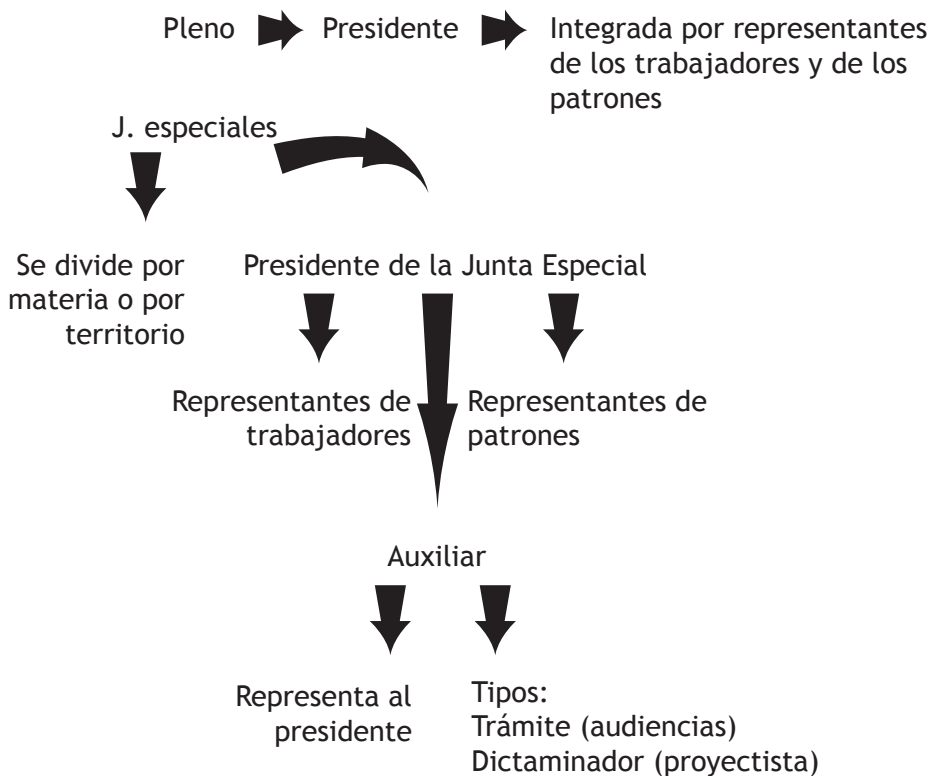 Pleno
Presidente
Integrada por representantes
de los trabajadores y de los
patrones
J. especiales
Se divide por
materia o por
territorio
Presidente de la Junta Especial
Representantes de
trabajadores
Representantes de
patrones
Auxiliar
Representa al
presidente
Tipos:
Trámite (audiencias)
Dictaminador (proyectista)